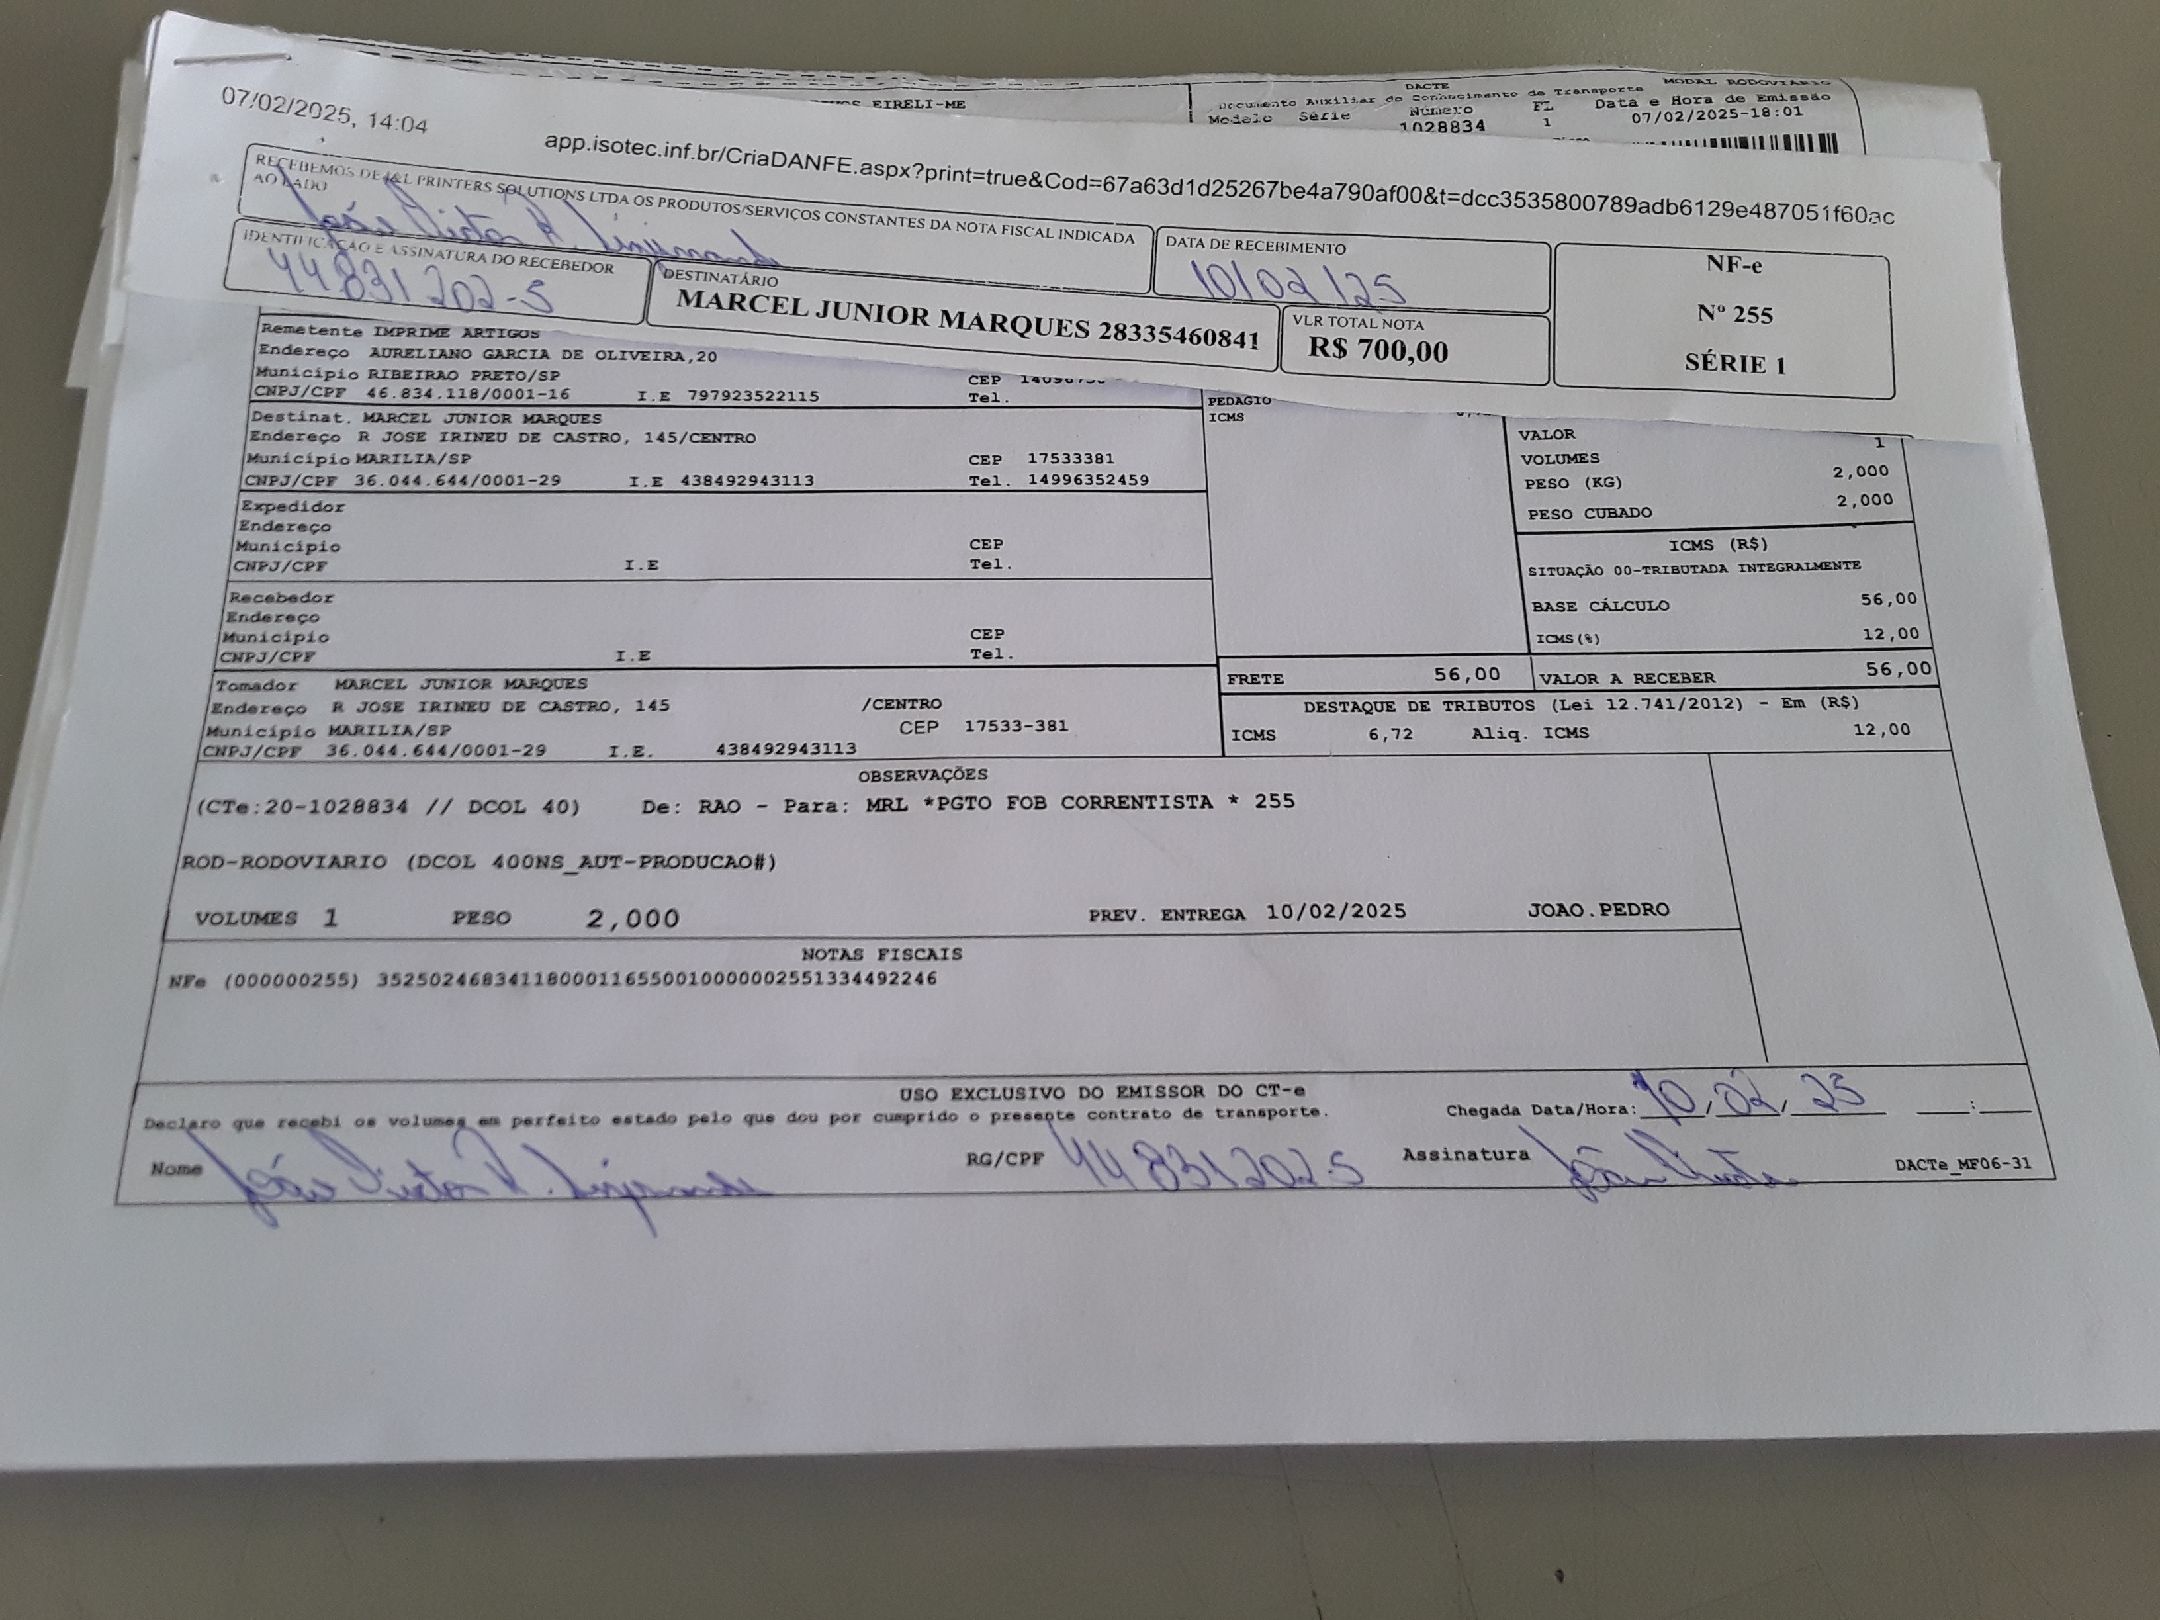 EIRELI-ME
DACTE
MODAL RODOVIÁRIO
Documento Auxiliar do Conhecimento de Transporte
Modelo Série Número FL Data e Hora de Emissão
1028834 1 07/02/2025-18:01
07/02/2025, 14:04
app.isotec.inf.br/CriaDANFE.aspx?print=true&Cod=67a63d1d25267be4a790af00&t=dcc3535800789adb6129e487051f60ac
RECEBEMOS DE J&L PRINTERS SOLUTIONS LTDA OS PRODUTOS/SERVIÇOS CONSTANTES DA NOTA FISCAL INDICADA
AO LADO
João Victor R.
DATA DE RECEBIMENTO
10/02/25
IDENTIFICAÇÃO E ASSINATURA DO RECEBEDOR
44831202-5
DESTINATÁRIO
MARCEL JUNIOR MARQUES 28335460841
VLR TOTAL NOTA
R$ 700,00
NF-e
Nº 255
SÉRIE 1
Remetente IMPRIME ARTIGOS
Endereço AURELIANO GARCIA DE OLIVEIRA,20
Município RIBEIRAO PRETO/SP CEP
CNPJ/CPF 46.834.118/0001-16 I.E 797923522115 Tel.
PEDAGIO
ICMS
Destinat. MARCEL JUNIOR MARQUES
Endereço R JOSE IRINEU DE CASTRO, 145/CENTRO
Município MARILIA/SP CEP 17533381
CNPJ/CPF 36.044.644/0001-29 I.E 438492943113 Tel. 14996352459
VALOR
VOLUMES 1
PESO (KG) 2,000
PESO CUBADO 2,000
Expedidor
Endereço
Município CEP
CNPJ/CPF I.E Tel.
ICMS (R$)
SITUAÇÃO 00-TRIBUTADA INTEGRALMENTE
BASE CÁLCULO 56,00
ICMS(%) 12,00
Recebedor
Endereço
Município CEP
CNPJ/CPF I.E Tel.
FRETE 56,00 VALOR A RECEBER 56,00
Tomador MARCEL JUNIOR MARQUES
Endereço R JOSE IRINEU DE CASTRO, 145 /CENTRO
Município MARILIA/SP CEP 17533-381
CNPJ/CPF 36.044.644/0001-29 I.E. 438492943113
DESTAQUE DE TRIBUTOS (Lei 12.741/2012) - Em (R$)
ICMS 6,72 Aliq. ICMS 12,00
OBSERVAÇÕES
(CTe:20-1028834 // DCOL 40) De: RAO - Para: MRL *PGTO FOB CORRENTISTA * 255
ROD-RODOVIARIO (DCOL 400NS_AUT-PRODUCAO#)
VOLUMES 1 PESO 2,000 PREV. ENTREGA 10/02/2025 JOAO.PEDRO
NOTAS FISCAIS
NFe (000000255) 35250246834118000116550010000002551334492246
USO EXCLUSIVO DO EMISSOR DO CT-e
Declaro que recebi os volumes em perfeito estado pelo que dou por cumprido o presente contrato de transporte.
Chegada Data/Hora: 10/02/25 __:__
Nome João Victor R. RG/CPF 44831202-5 Assinatura João Victor
DACTe_MF06-31